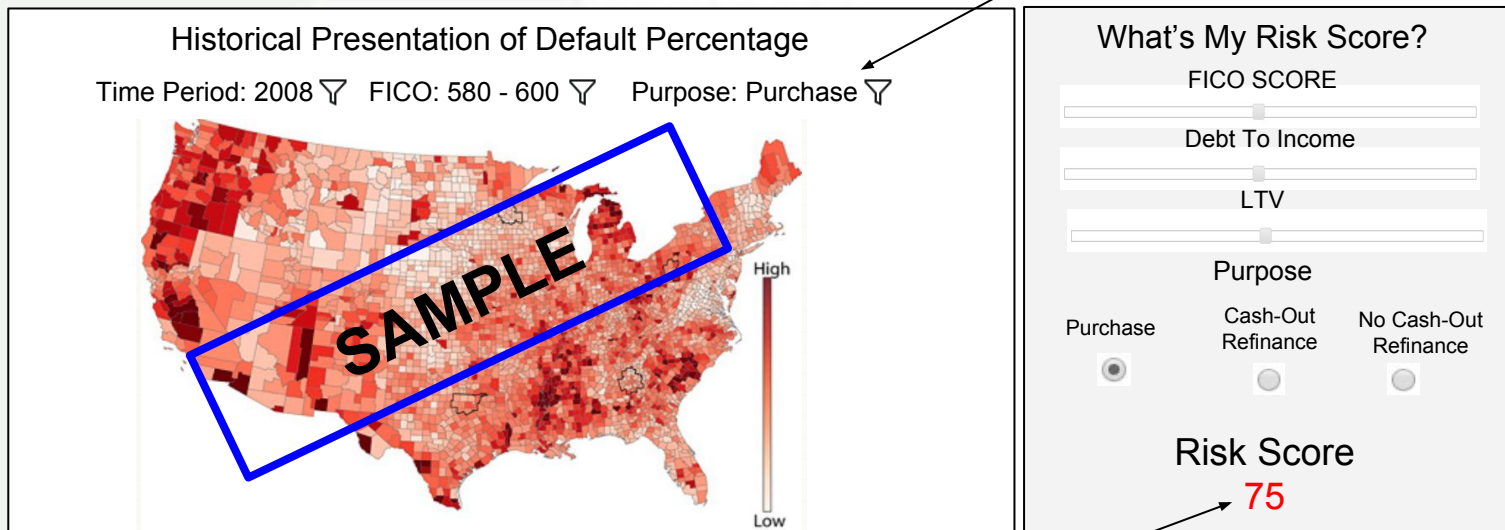 Historical Presentation of Default Percentage
Time Period: 2008 FICO: 580 - 600 Purpose: Purchase
SAMPLE
High
Low
What's My Risk Score?
FICO SCORE
Debt To Income
LTV
Purpose
Purchase
Cash-Out
Refinance
No Cash-Out
Refinance
Risk Score
75